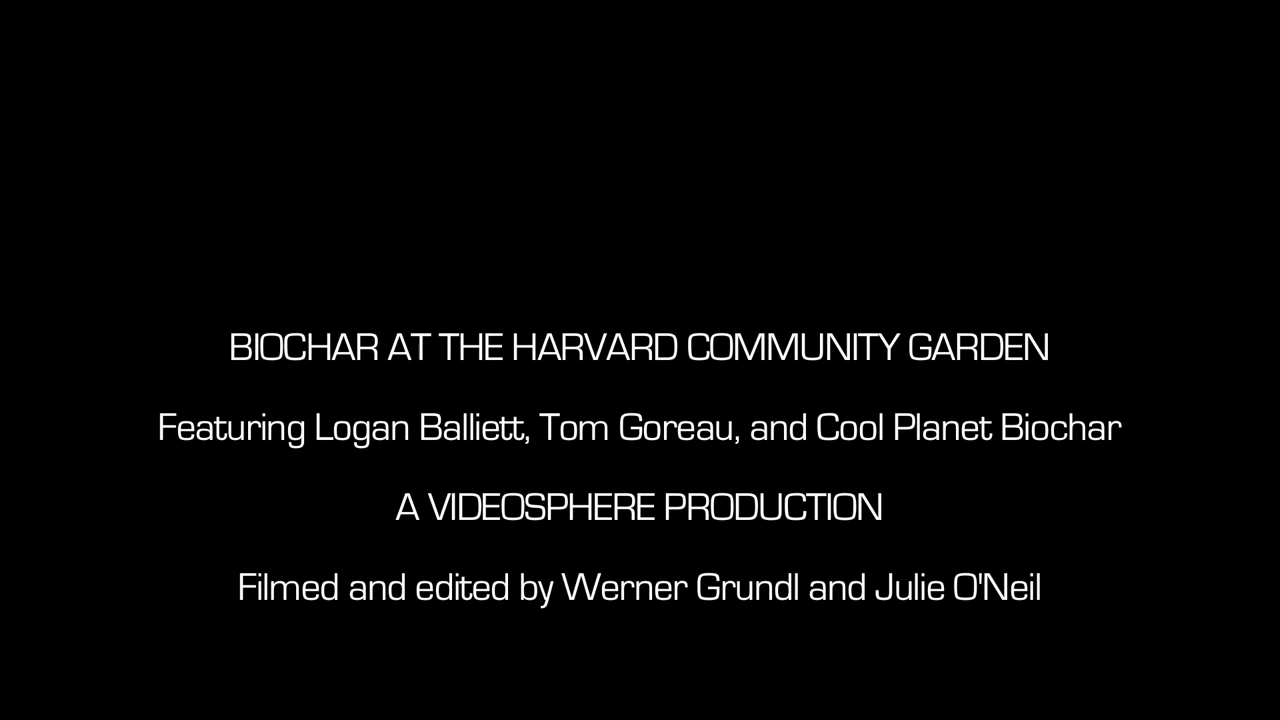 BIOCHAR AT THE HARVARD COMMUNITY GARDEN
Featuring Logan Balliett, Tom Goreau, and Cool Planet Biochar
A VIDEOSPHERE PRODUCTION
Filmed and edited by Werner Grundl and Julie O'Neil